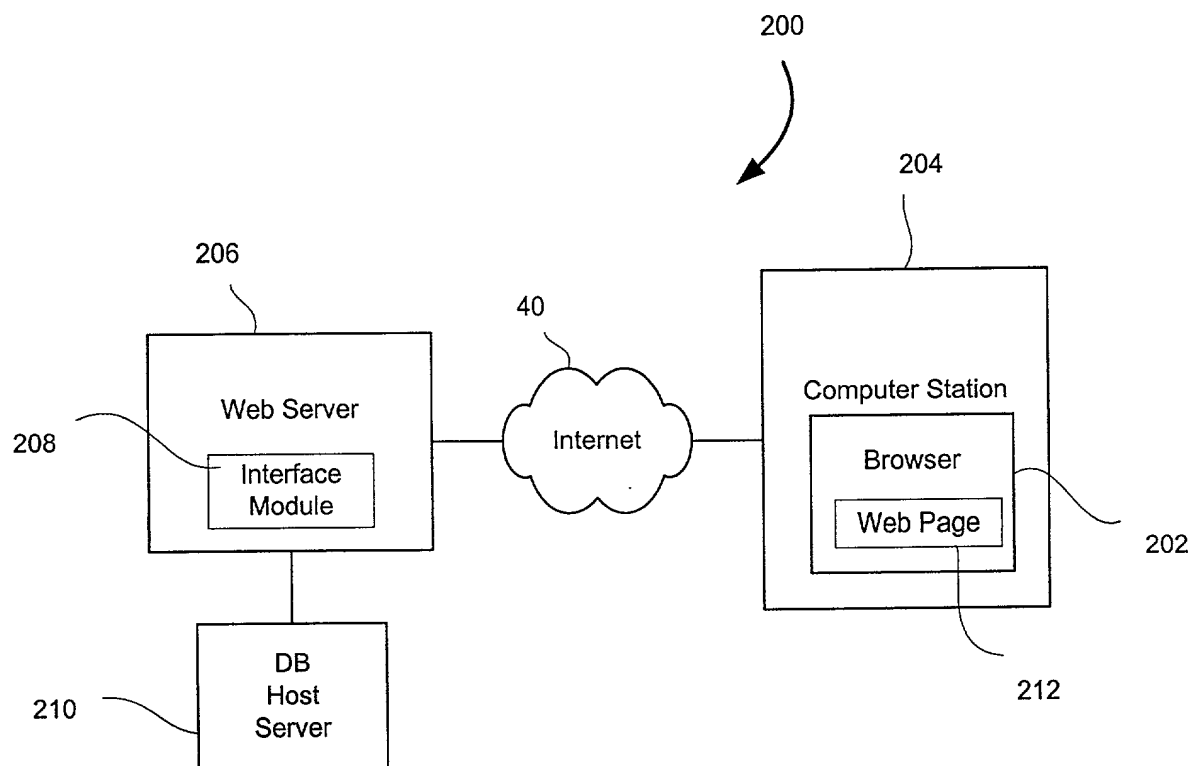 200
204
206
40
Computer Station
Web Server
Internet
208
Browser
Interface
Module
Web Page
202
DB
Host
Server
210
212